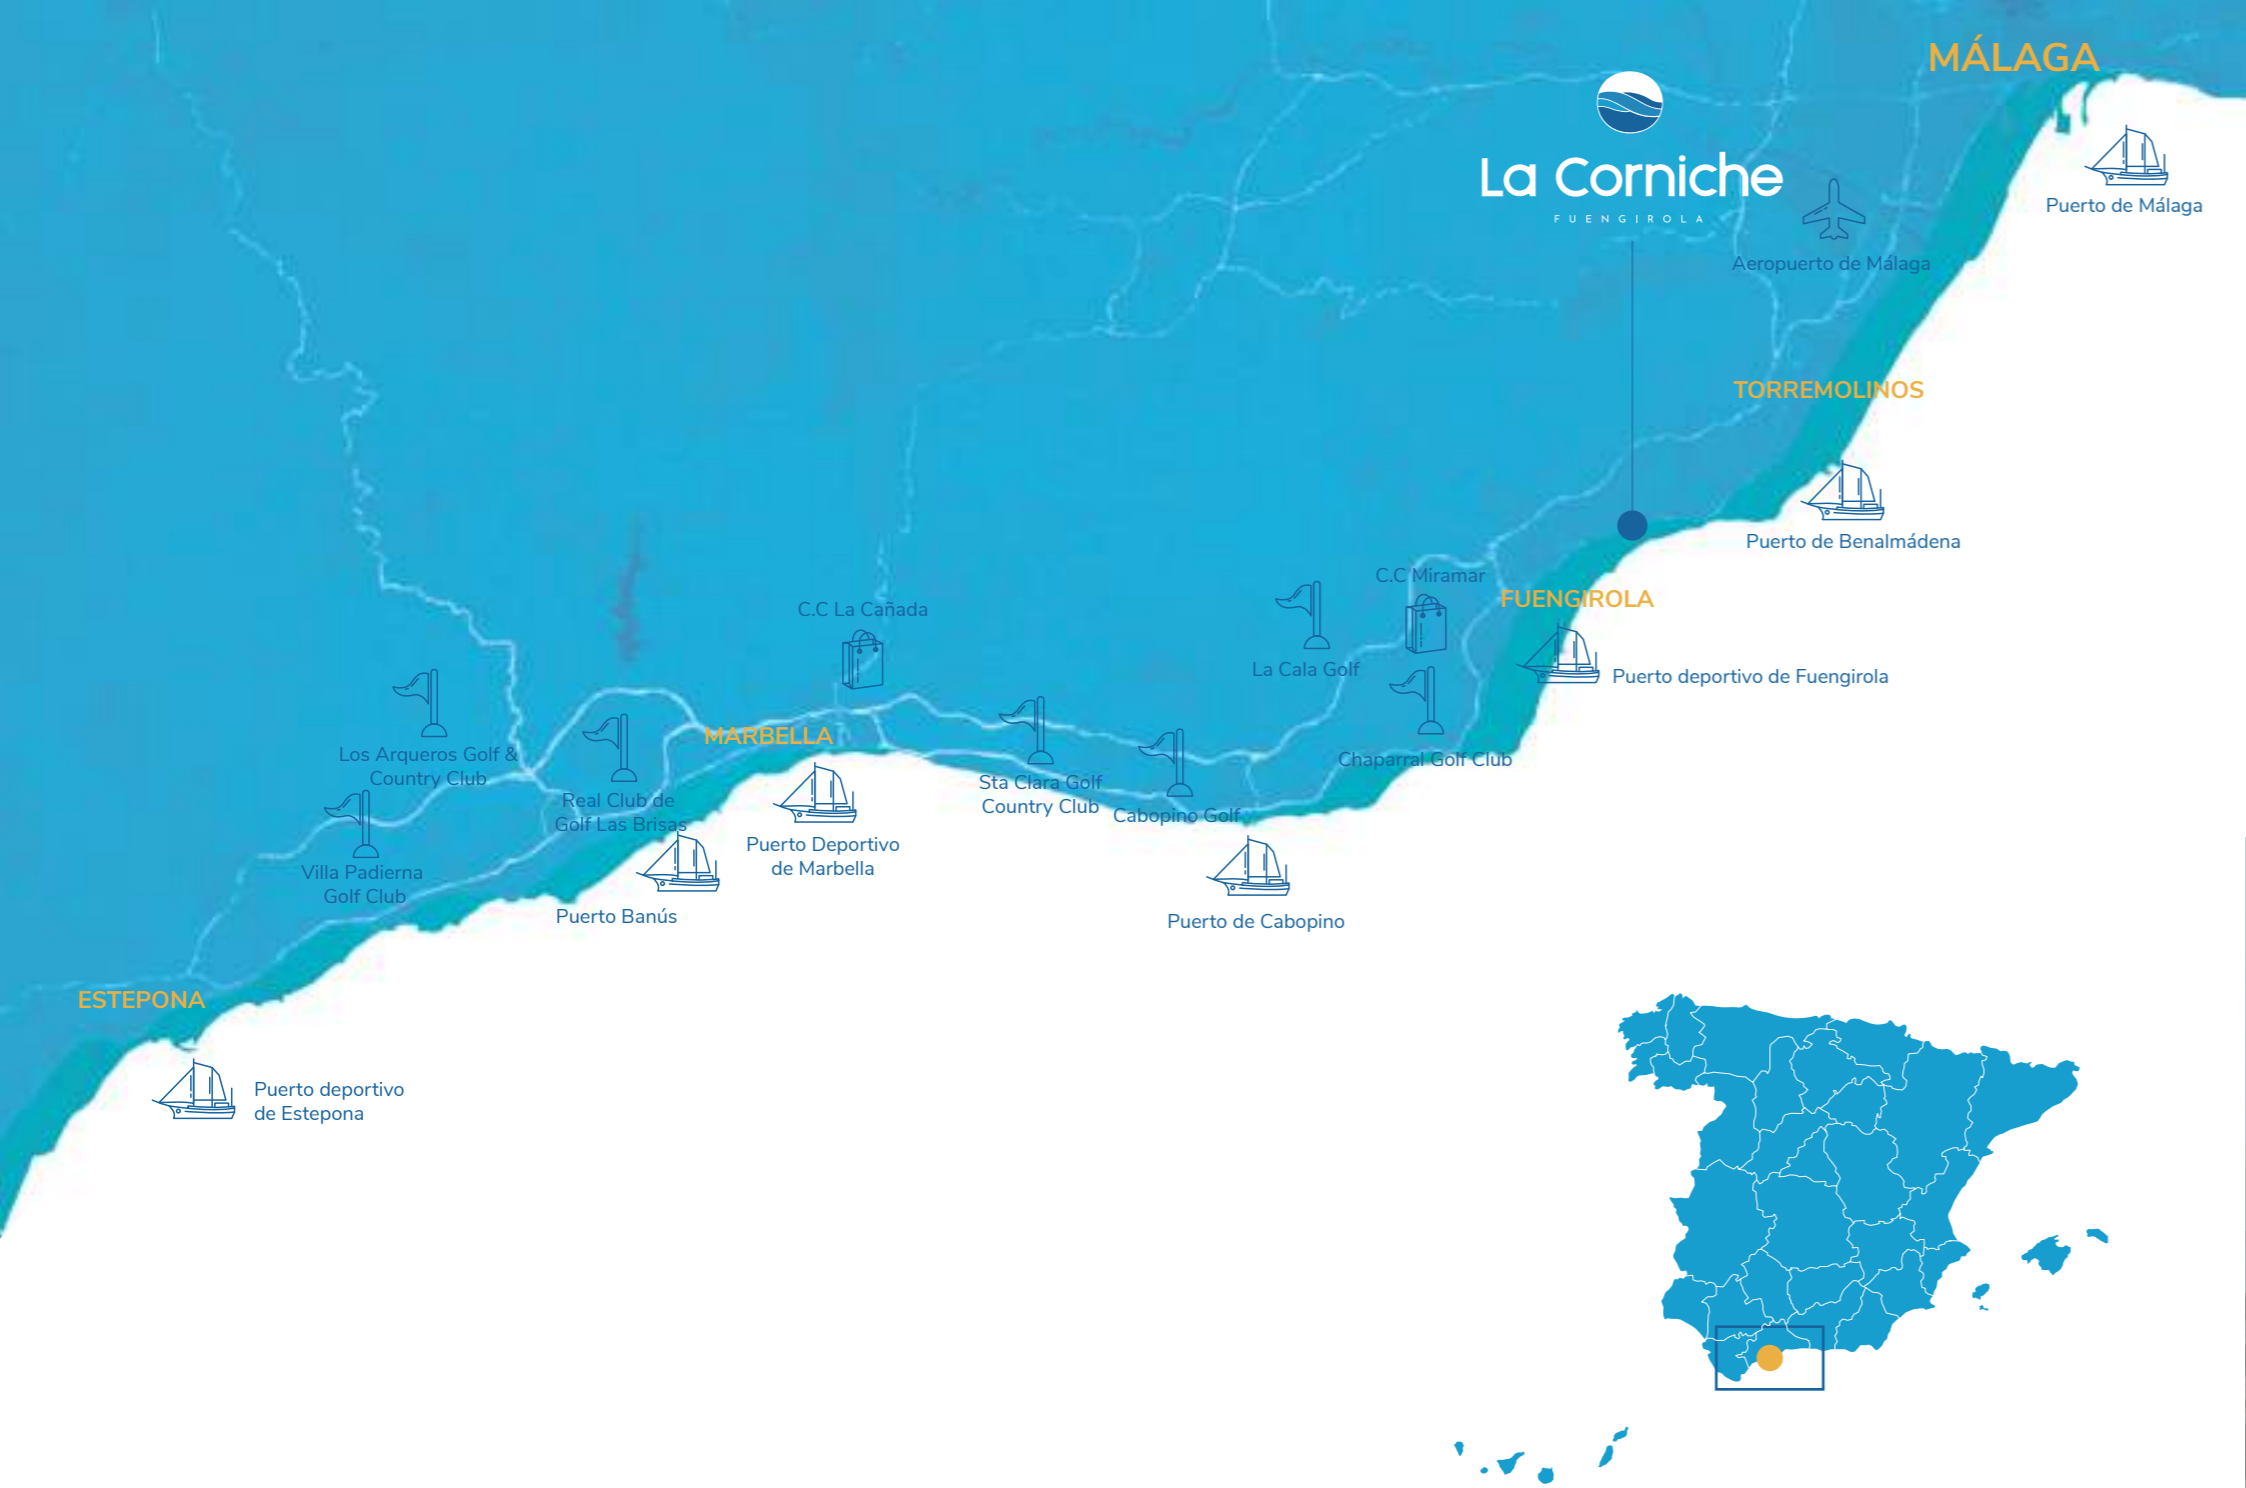 MÁLAGA
La Corniche
FUENGIROLA
Puerto de Málaga
Aeropuerto de Málaga
TORREMOLINOS
Puerto de Benalmádena
C.C Miramar
FUENGIROLA
C.C La Cañada
La Cala Golf
Puerto deportivo de Fuengirola
MARBELLA
Los Arqueros Golf &
Country Club
Chaparral Golf Club
Sta Clara Golf
Country Club
Real Club de
Golf Las Brisas
Cabopino Golf
Puerto Deportivo
de Marbella
Villa Padierna
Golf Club
Puerto Banús
Puerto de Cabopino
ESTEPONA
Puerto deportivo
de Estepona